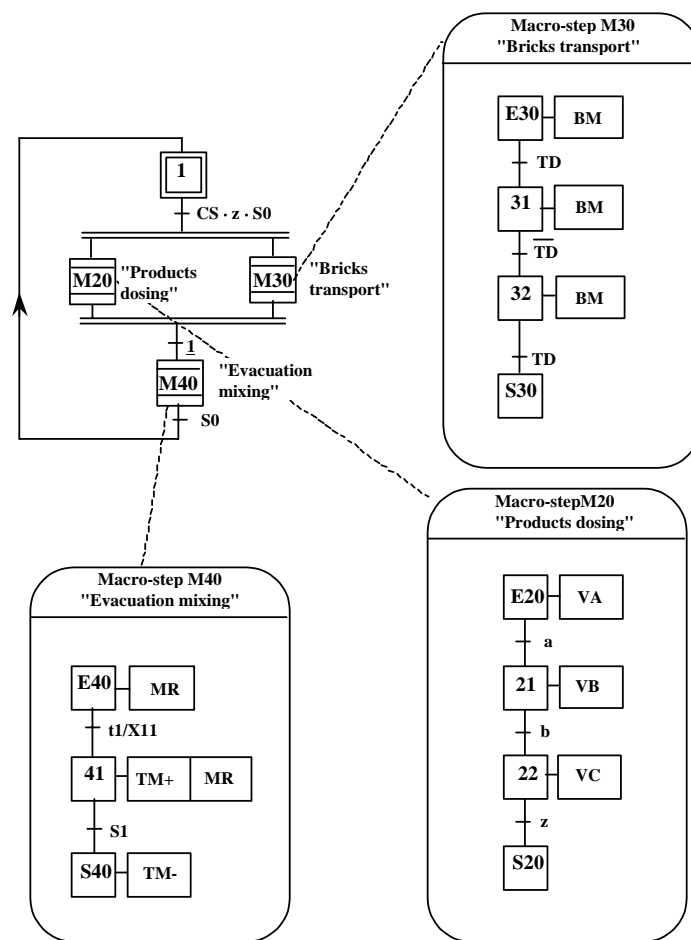 Macro-step M30
"Bricks transport"
E30
BM
TD
31
BM
TD
32
BM
TD
S30
1
CS · z · S0
M20
"Products
dosing"
M30
"Bricks
transport"
1
M40
"Evacuation
mixing"
S0
Macro-stepM20
"Products dosing"
E20
VA
a
21
VB
b
22
VC
z
S20
Macro-step M40
"Evacuation mixing"
E40
MR
t1/X11
41
TM+
MR
S1
S40
TM-